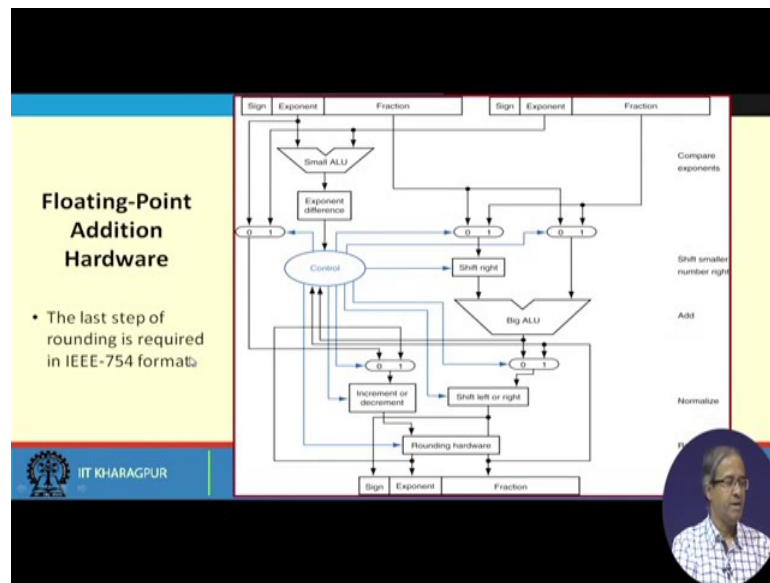 Sign Exponent Fraction Sign Exponent Fraction
Small ALU
Compare
exponents
Exponent
difference
Floating-Point
Addition
Hardware
0 1 0 1 0 1
Control
Shift right
Shift smaller
number right
• The last step of
rounding is required
in IEEE-754 format.
Big ALU
Add
0 1 0 1
Increment or
decrement
Shift left or right
Normalize
Rounding hardware
IIT KHARAGPUR
Sign Exponent Fraction